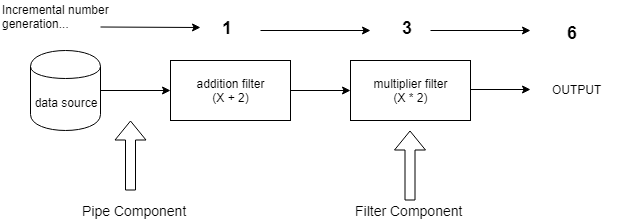 Incremental number
generation...
1
3
6
data source
addition filter
(X + 2)
multiplier filter
(X * 2)
OUTPUT
Pipe Component
Filter Component